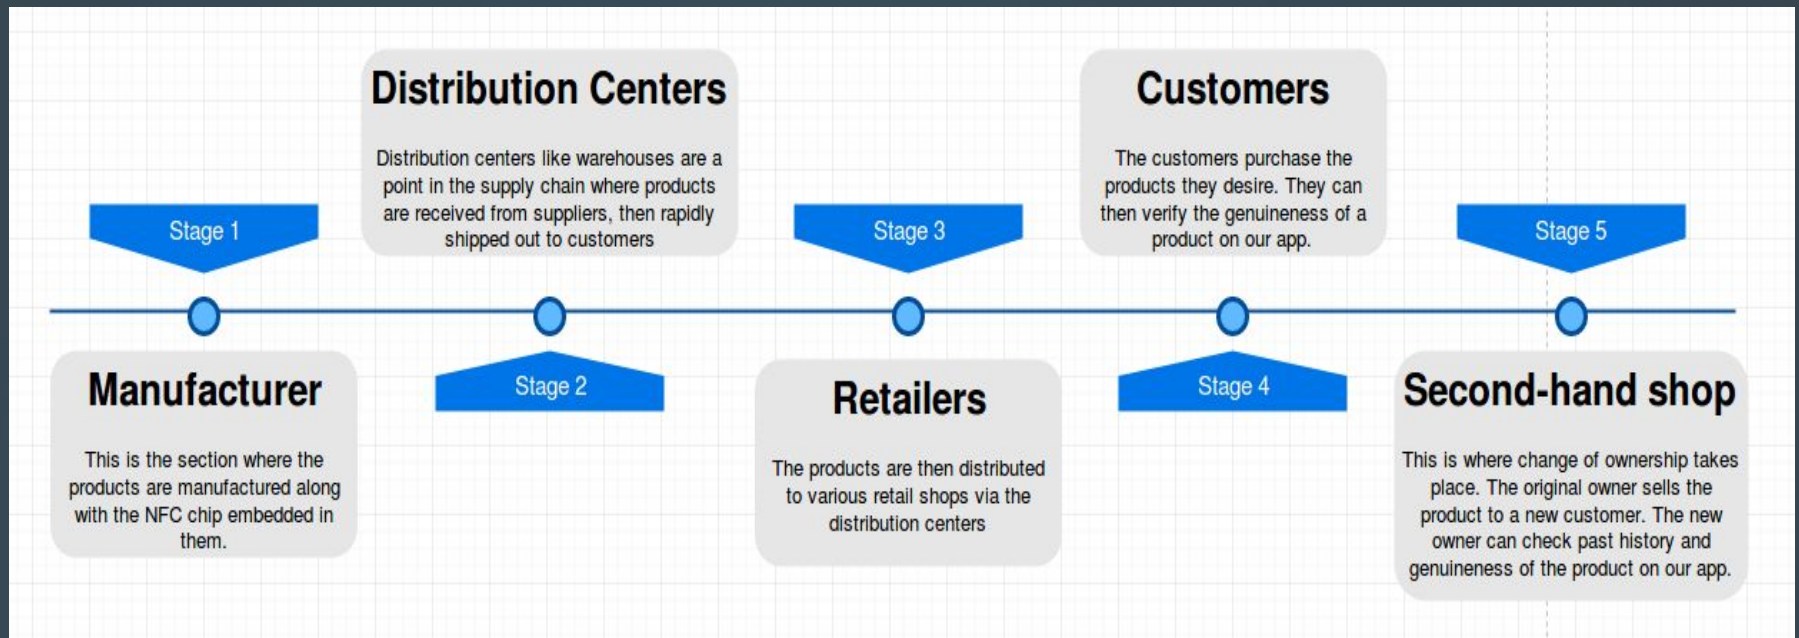 Stage 1
Manufacturer
This is the section where the
products are manufactured along
with the NFC chip embedded in
them.
Distribution Centers
Distribution centers like warehouses are a
point in the supply chain where products
are received from suppliers, then rapidly
shipped out to customers
Stage 2
Stage 3
Retailers
The products are then distributed
to various retail shops via the
distribution centers
Customers
The customers purchase the
products they desire. They can
then verify the genuineness of a
product on our app.
Stage 4
Stage 5
Second-hand shop
This is where change of ownership takes
place. The original owner sells the
product to a new customer. The new
owner can check past history and
genuineness of the product on our app.